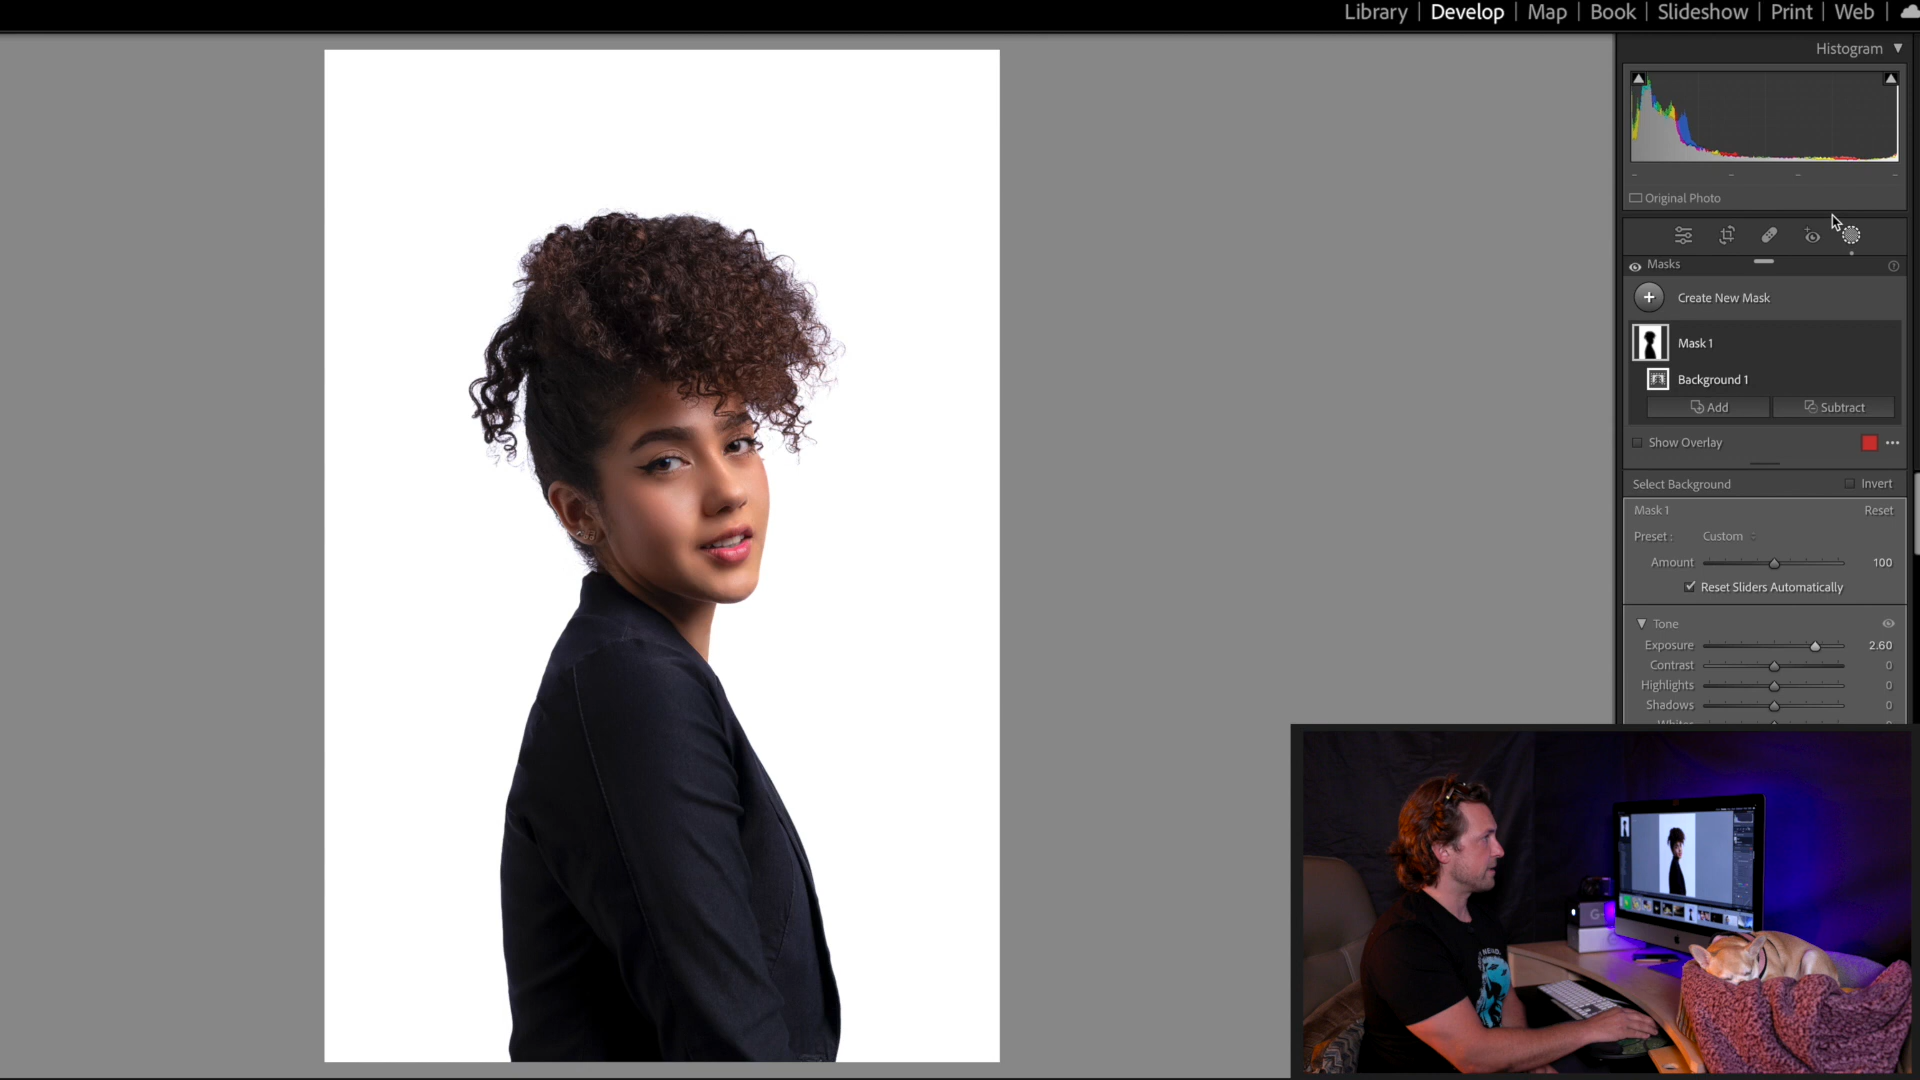 Library | Develop | Map | Book | Slideshow | Print | Web |
Histogram
Original Photo
Masks
Create New Mask
Mask 1
Background 1
Add Subtract
Show Overlay
Select Background Invert
Mask 1 Reset
Preset : Custom
Amount 100
Reset Sliders Automatically
Tone
Exposure 2.60
Contrast 0
Highlights 0
Shadows 0